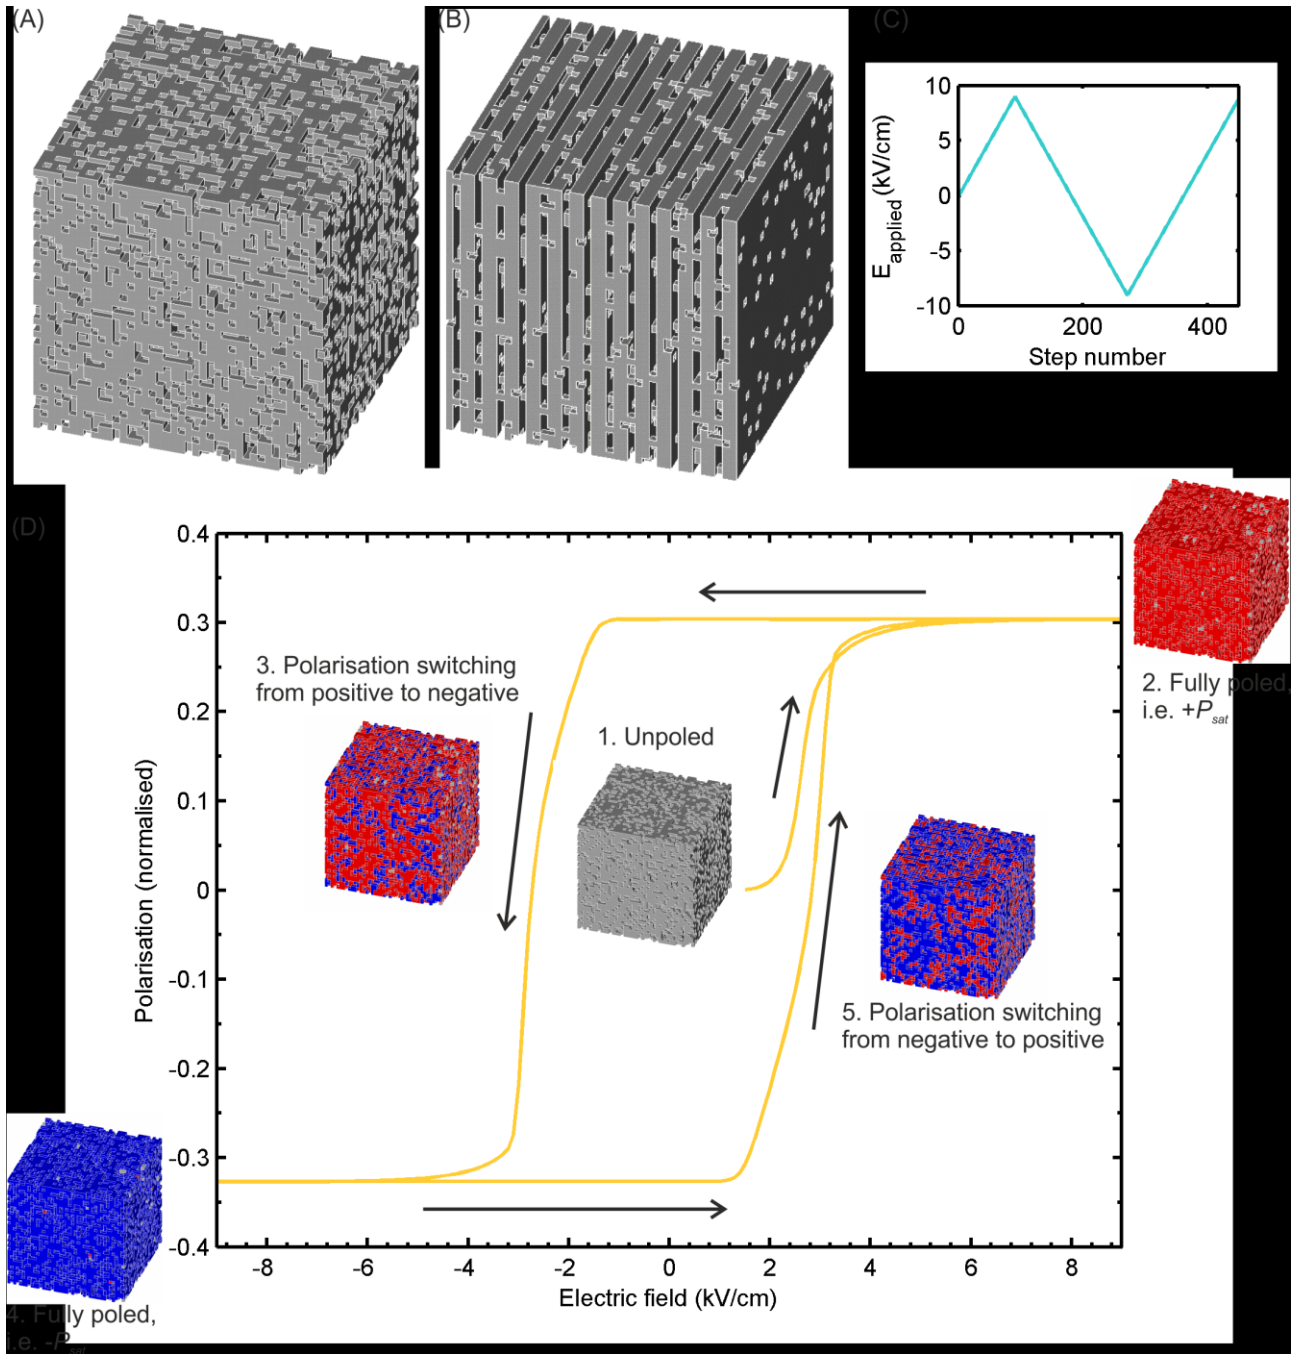 (A)
(B)
(C)
10
5
0
-5
-10
E_applied (kV/cm)
0
200
400
Step number
(D)
0.4
0.3
0.2
0.1
0
-0.1
-0.2
-0.3
-0.4
Polarisation (normalised)
3. Polarisation switching
from positive to negative
1. Unpoled
2. Fully poled,
i.e. +P_sat
5. Polarisation switching
from negative to positive
4. Fully poled,
i.e. -P_sat
-8
-6
-4
-2
0
2
4
6
8
Electric field (kV/cm)